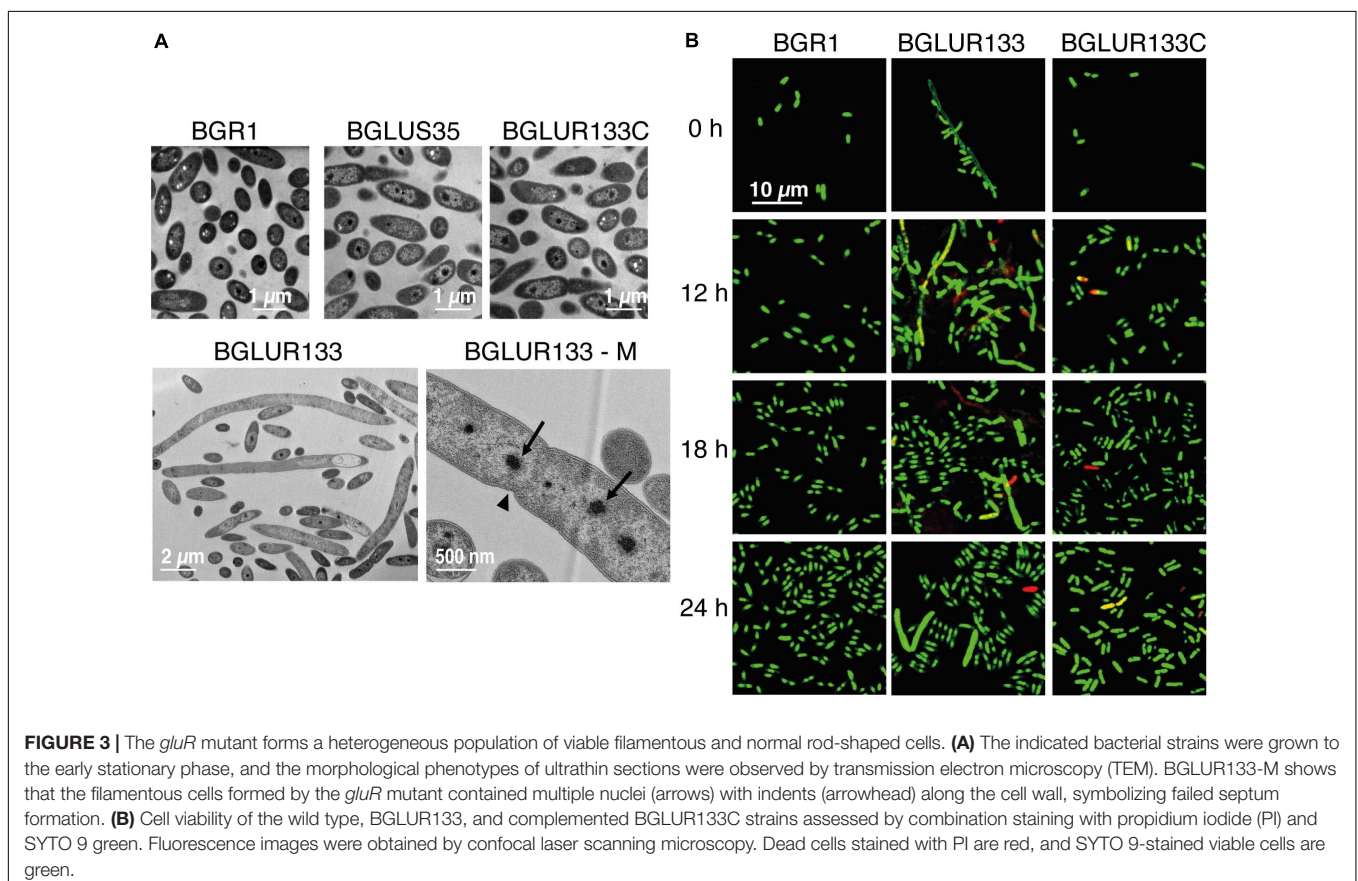 A
BGR1
BGLUS35
BGLUR133C
1 µm
1 µm
1 µm
BGLUR133
BGLUR133 - M
2 µm
500 nm
B
BGR1
BGLUR133
BGLUR133C
0 h
10 µm
12 h
18 h
24 h
FIGURE 3 | The gluR mutant forms a heterogeneous population of viable filamentous and normal rod-shaped cells. (A) The indicated bacterial strains were grown to
the early stationary phase, and the morphological phenotypes of ultrathin sections were observed by transmission electron microscopy (TEM). BGLUR133-M shows
that the filamentous cells formed by the gluR mutant contained multiple nuclei (arrows) with indents (arrowhead) along the cell wall, symbolizing failed septum
formation. (B) Cell viability of the wild type, BGLUR133, and complemented BGLUR133C strains assessed by combination staining with propidium iodide (PI) and
SYTO 9 green. Fluorescence images were obtained by confocal laser scanning microscopy. Dead cells stained with PI are red, and SYTO 9-stained viable cells are
green.